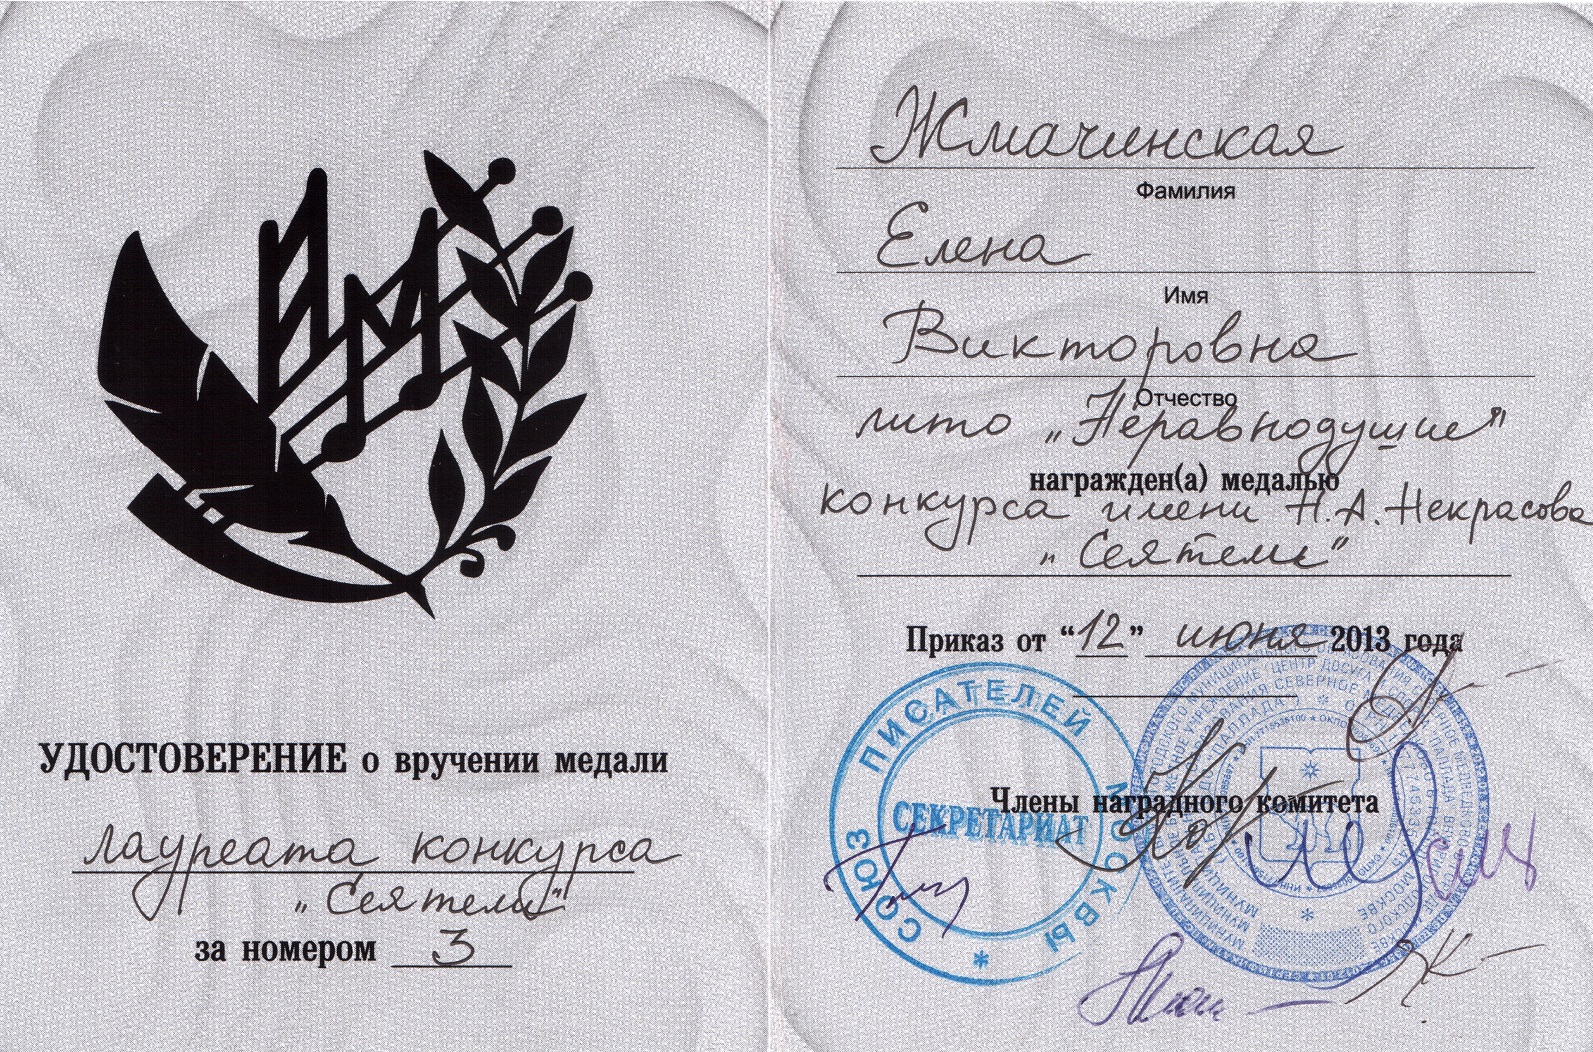 УДОСТОВЕРЕНИЕ о вручении медали
лауреата конкурса
„Сеятель"
за номером 3
Жмачинская
Фамилия
Елена
Имя
Викторовна
Отчество
лито „Неравнодушие"
награжден(а) медалью
конкурса имени Н.А.Некрасова
„Сеятель"
Приказ от “12” июня 2013 года
Члены наградного комитета
СОЮЗ ПИСАТЕЛЕЙ МОСКВЫ
СЕКРЕТАРИАТ